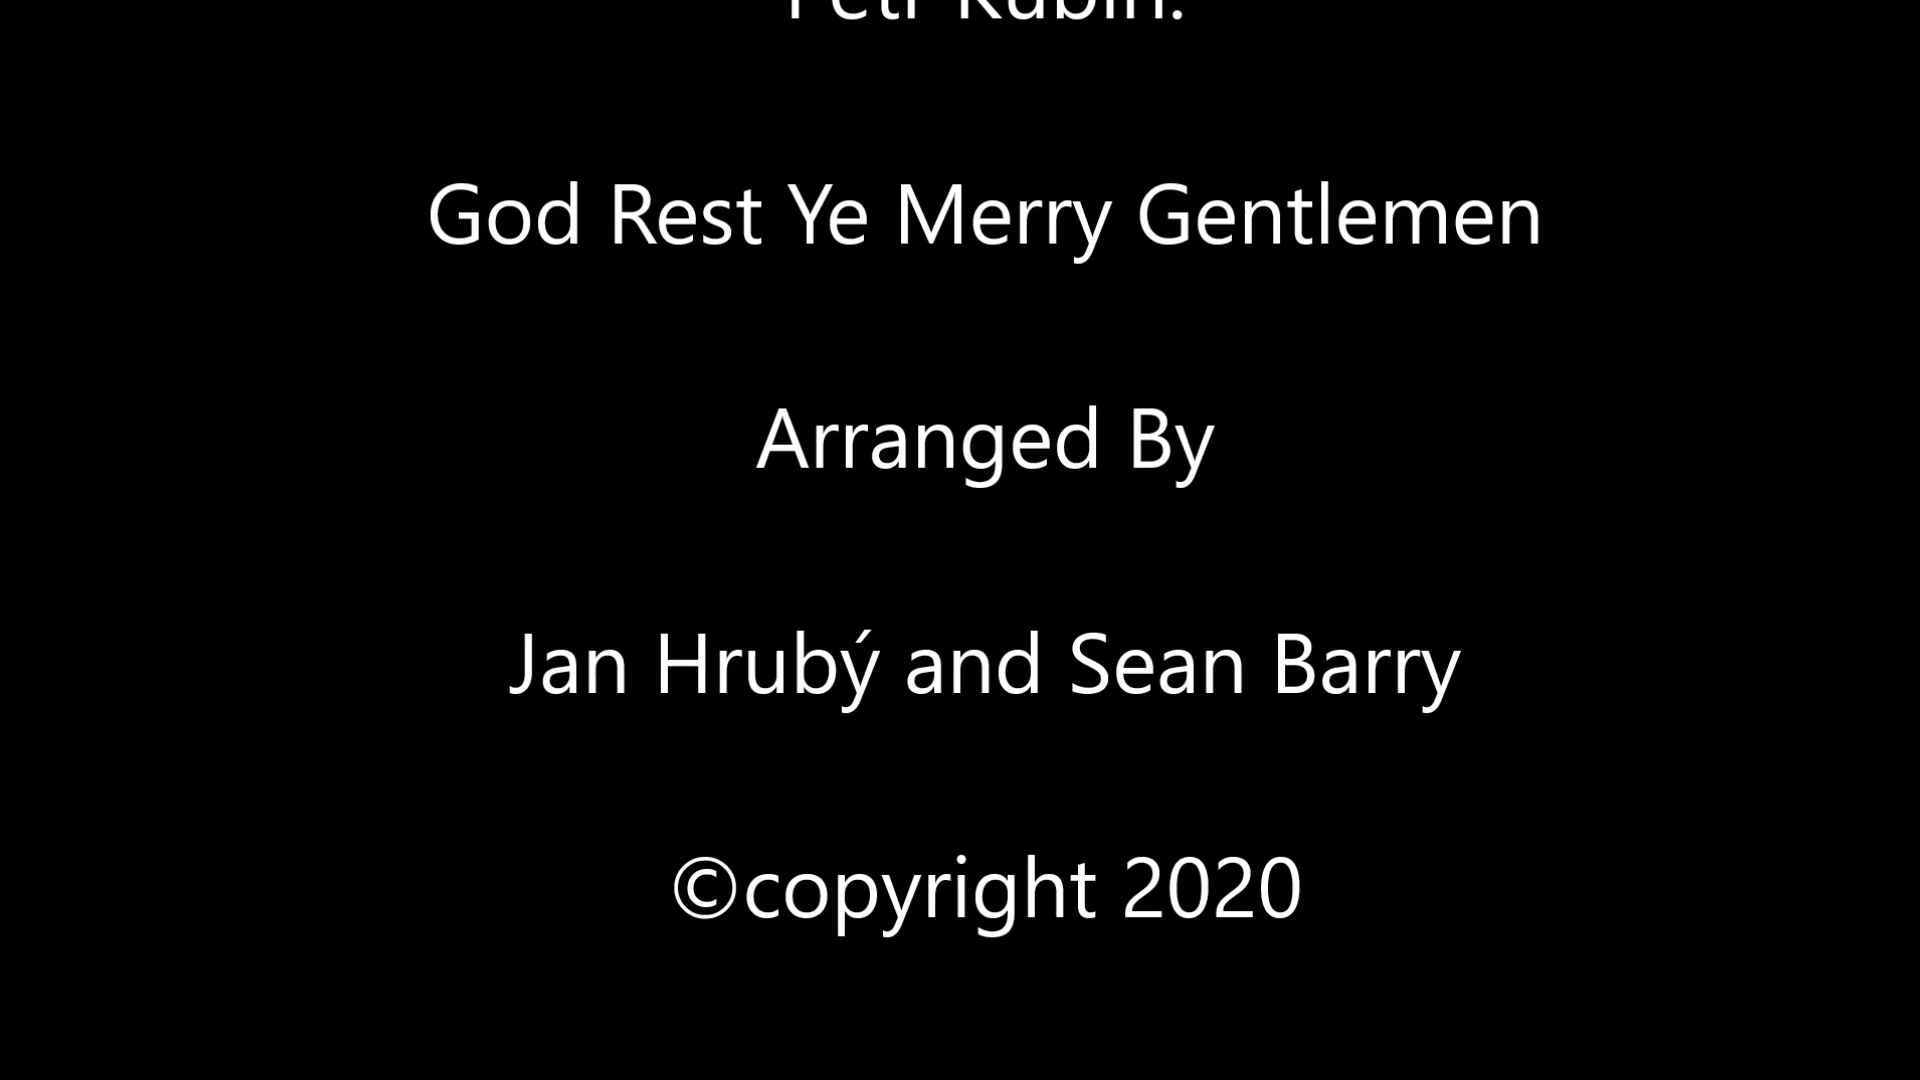 God Rest Ye Merry Gentlemen
Arranged By
Jan Hrubý and Sean Barry
©copyright 2020